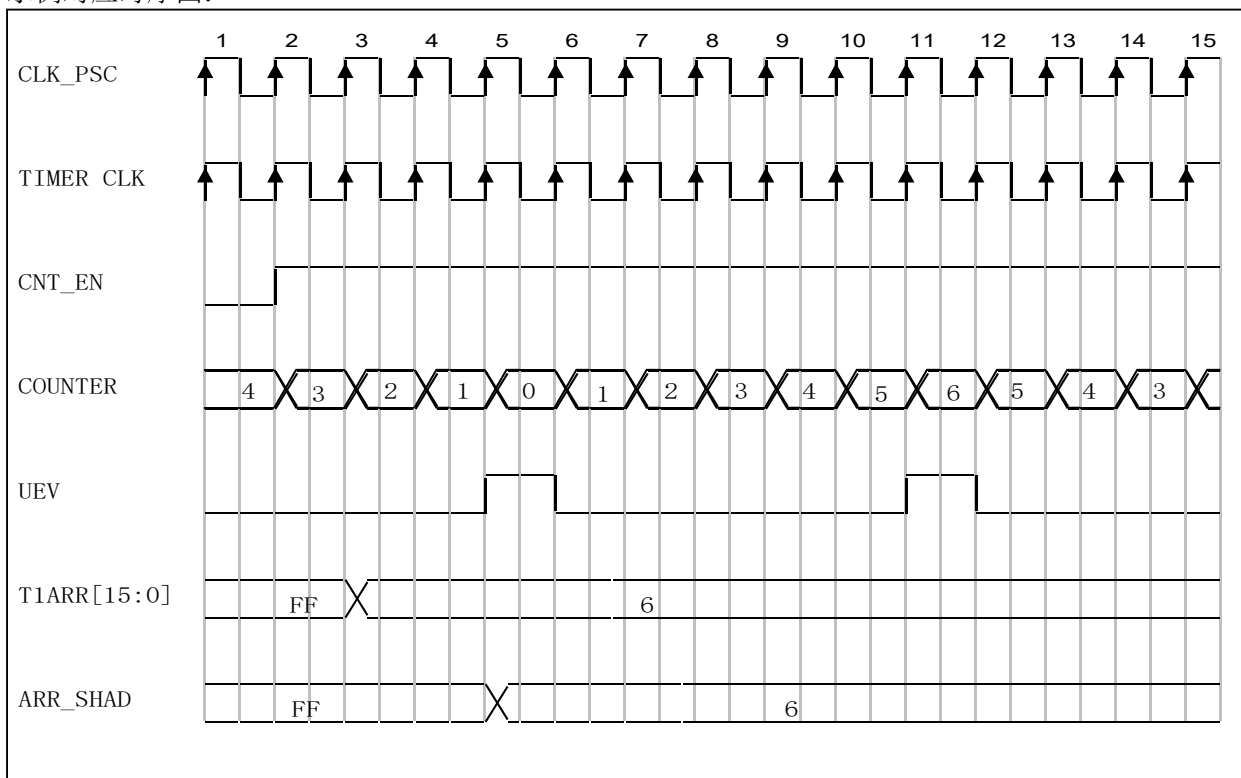 1 2 3 4 5 6 7 8 9 10 11 12 13 14 15
CLK_PSC
TIMER CLK
CNT_EN
COUNTER 4 3 2 1 0 1 2 3 4 5 6 5 4 3
UEV
T1ARR[15:0] FF 6
ARR_SHAD FF 6